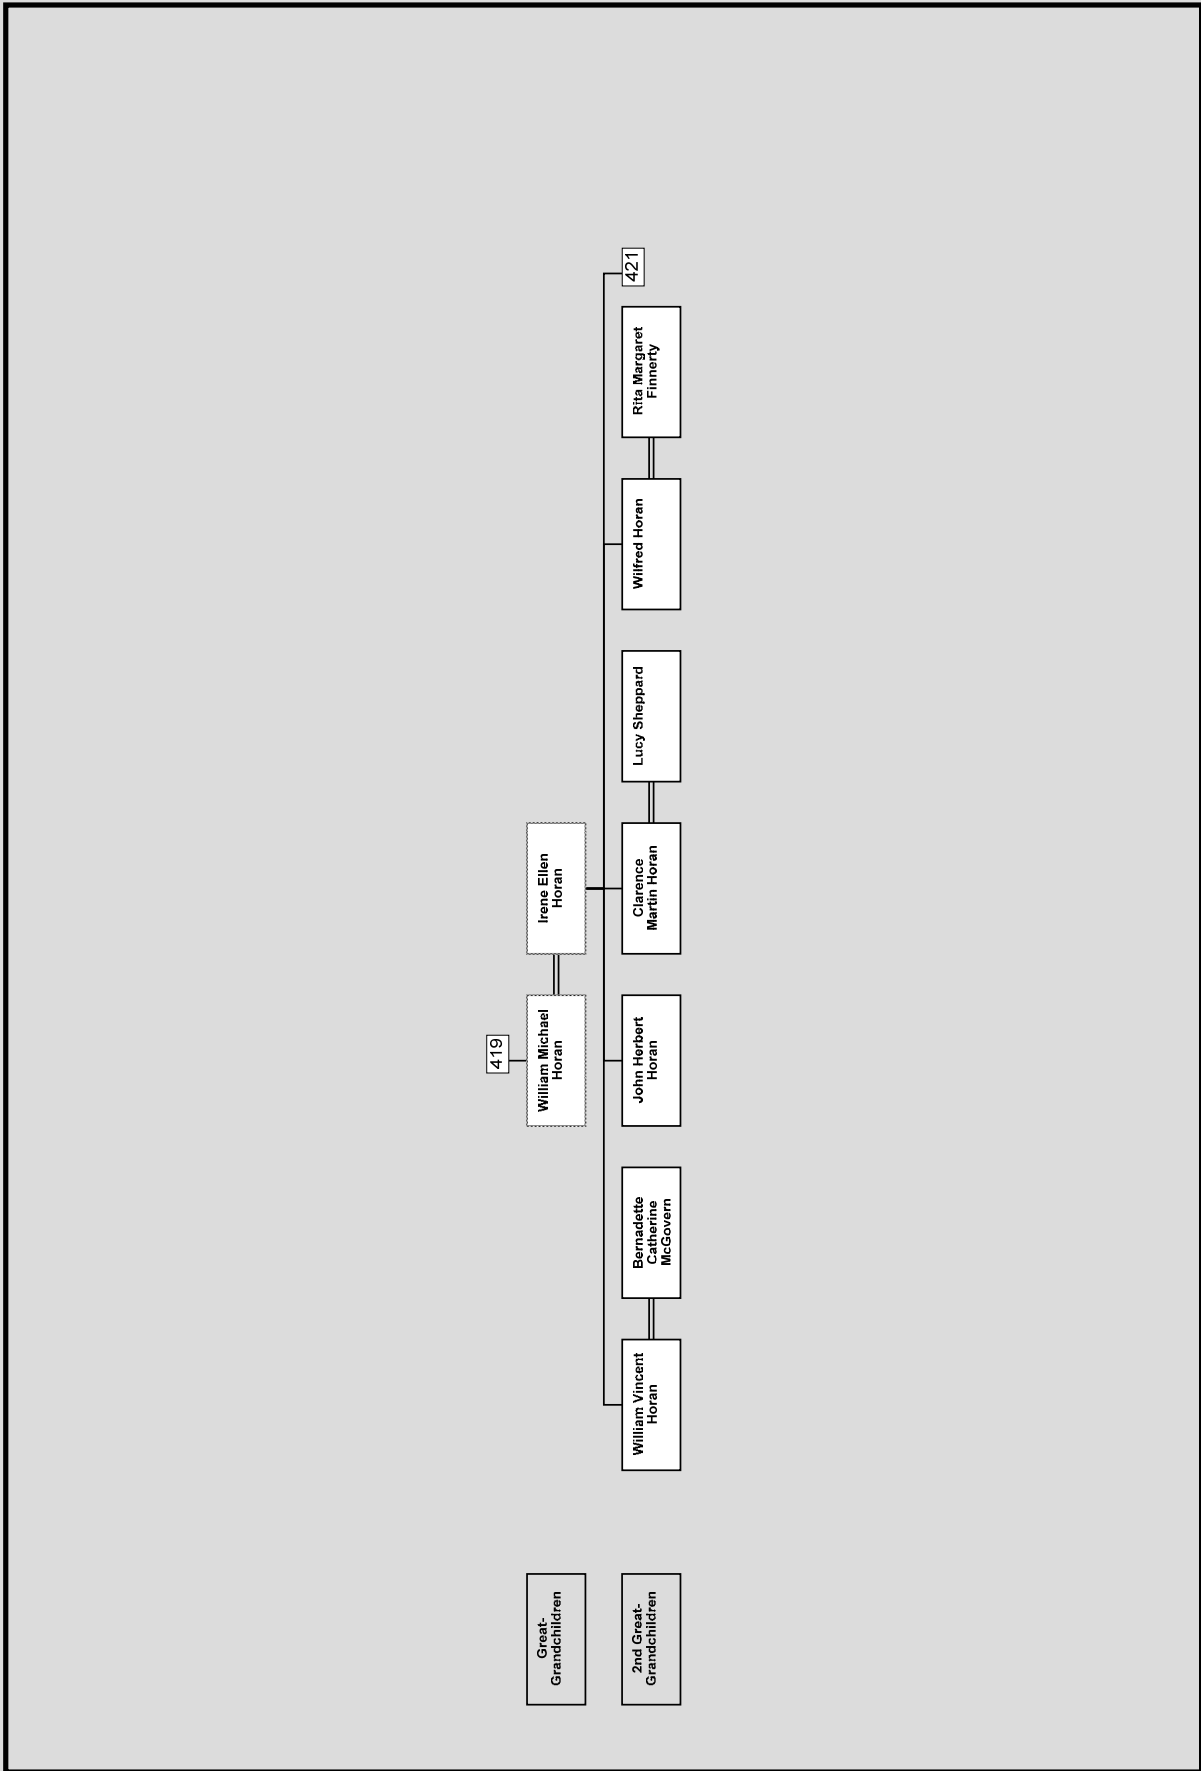 419
Great-
Grandchildren
William Michael
Horan
Irene Ellen
Horan
2nd Great-
Grandchildren
William Vincent
Horan
Bernadette
Catherine
McGovern
John Herbert
Horan
Clarence
Martin Horan
Lucy Sheppard
Wilfred Horan
Rita Margaret
Finnerty
421